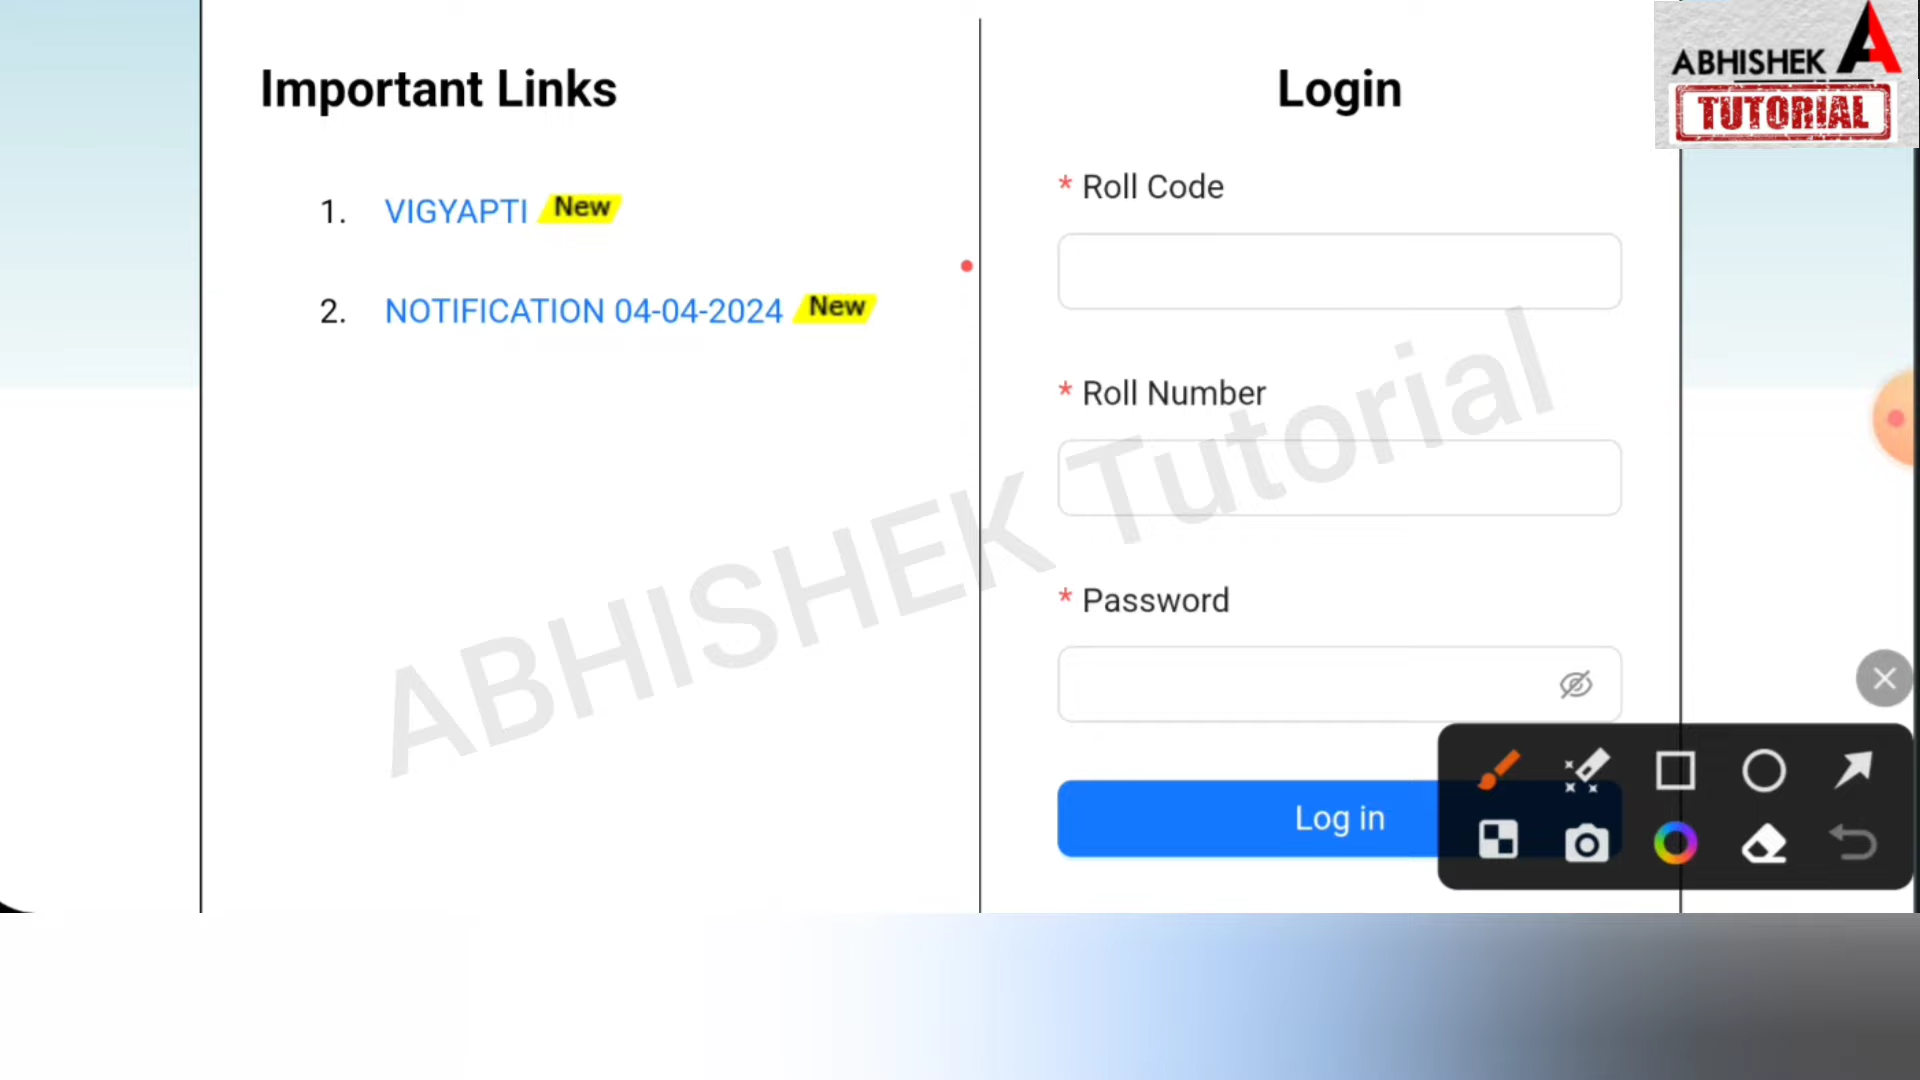 ABHISHEK A
TUTORIAL
Important Links
1. VIGYAPTI New
2. NOTIFICATION 04-04-2024 New
Login
* Roll Code
* Roll Number
* Password
Log in
ABHISHEK Tutorial